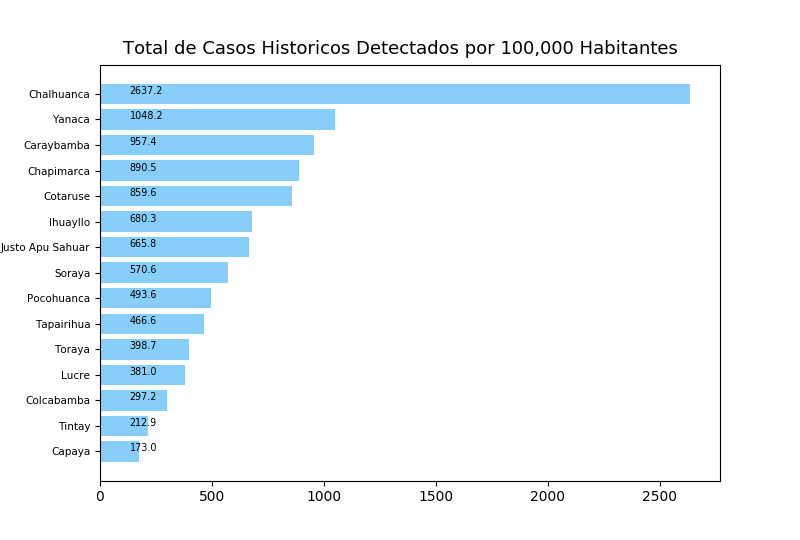 Total de Casos Historicos Detectados por 100,000 Habitantes
Chalhuanca 2637.2
Yanaca 1048.2
Caraybamba 957.4
Chapimarca 890.5
Cotaruse 859.6
Ihuayllo 680.3
Justo Apu Sahuar 665.8
Soraya 570.6
Pocohuanca 493.6
Tapairihua 466.6
Toraya 398.7
Lucre 381.0
Colcabamba 297.2
Tintay 212.9
Capaya 173.0
0 500 1000 1500 2000 2500